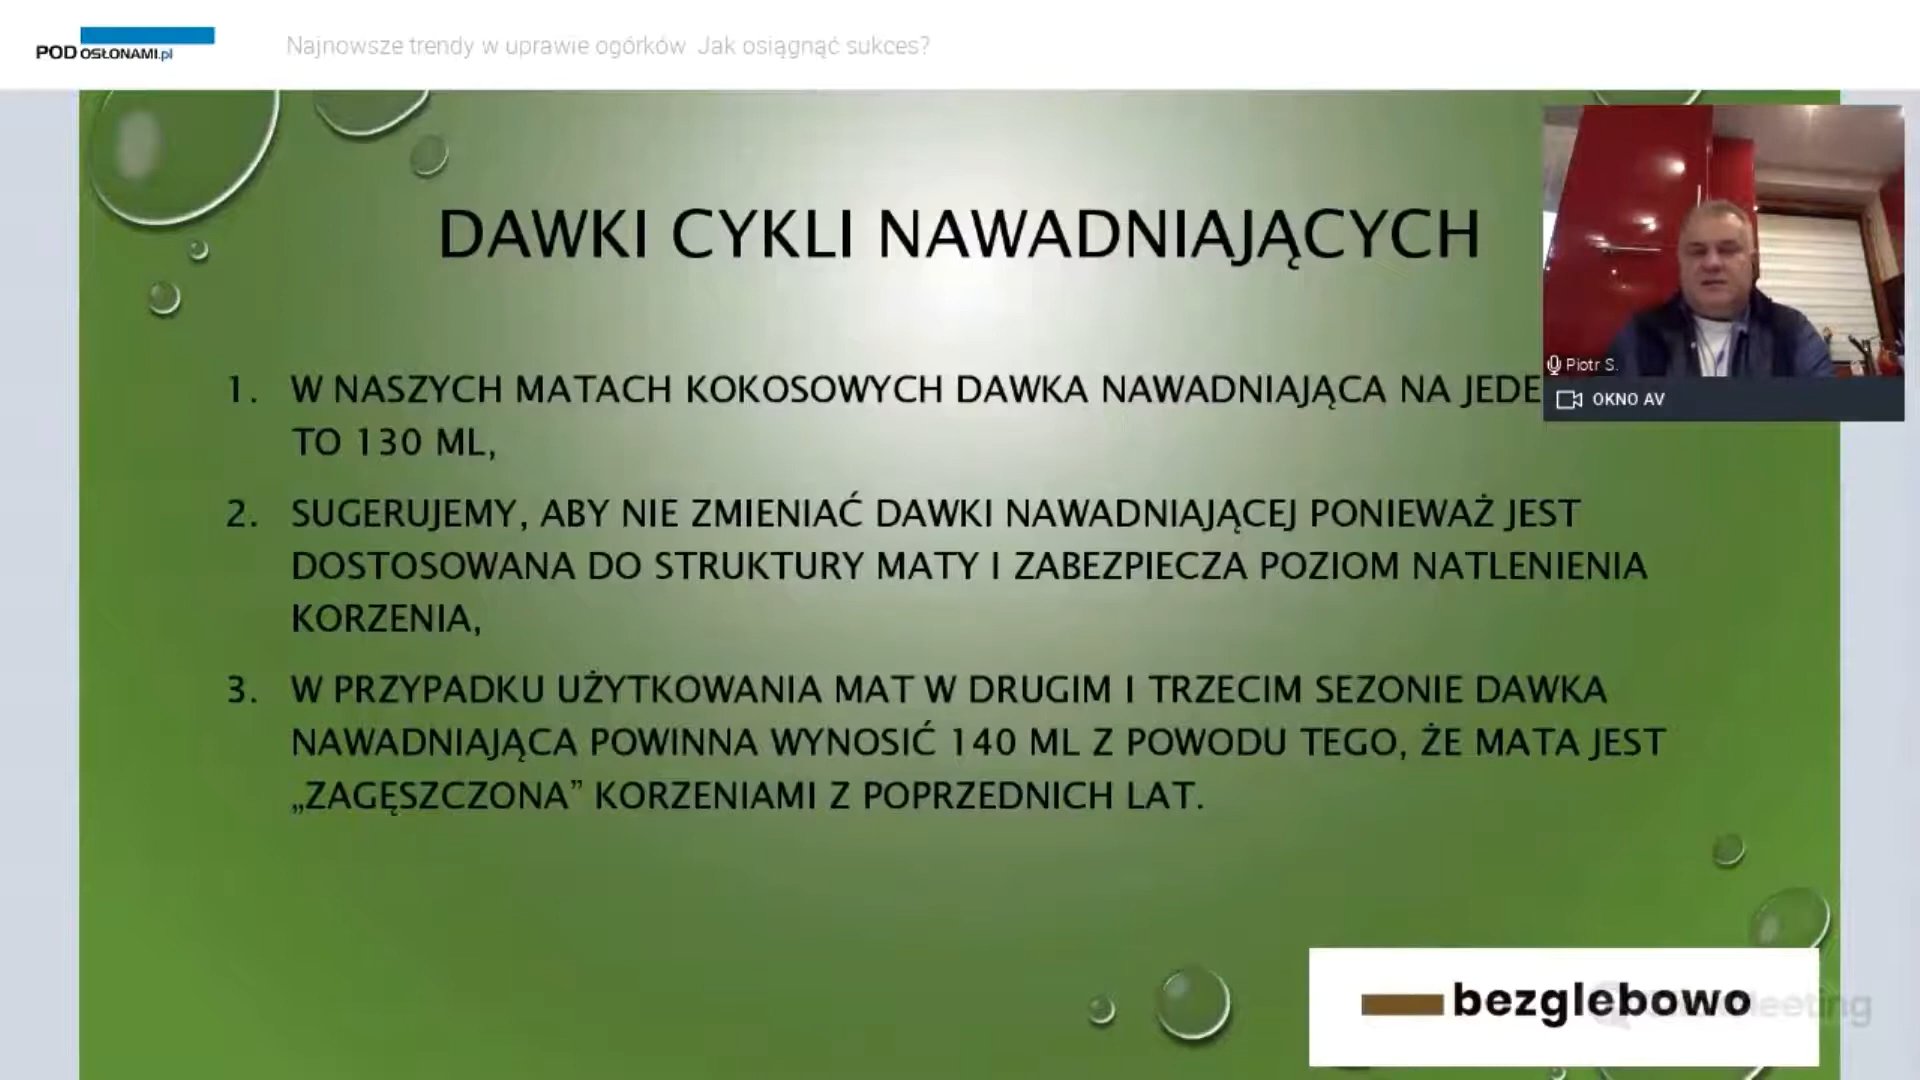 POD OSŁONAMI.pl
Najnowsze trendy w uprawie ogórków Jak osiągnąć sukces?
DAWKI CYKLI NAWADNIAJĄCYCH
Piotr S.
OKNO AV
1. W NASZYCH MATACH KOKOSOWYCH DAWKA NAWADNIAJĄCA NA
TO 130 ML,
2. SUGERUJEMY, ABY NIE ZMIENIAĆ DAWKI NAWADNIAJĄCEJ PONIEWAŻ JEST
DOSTOSOWANA DO STRUKTURY MATY I ZABEZPIECZA POZIOM NATLENIENIA
KORZENIA,
3. W PRZYPADKU UŻYTKOWANIA MAT W DRUGIM I TRZECIM SEZONIE DAWKA
NAWADNIAJĄCA POWINNA WYNOSIĆ 140 ML Z POWODU TEGO, ŻE MATA JEST
„ZAGĘSZCZONA” KORZENIAMI Z POPRZEDNICH LAT.
bezglebowo